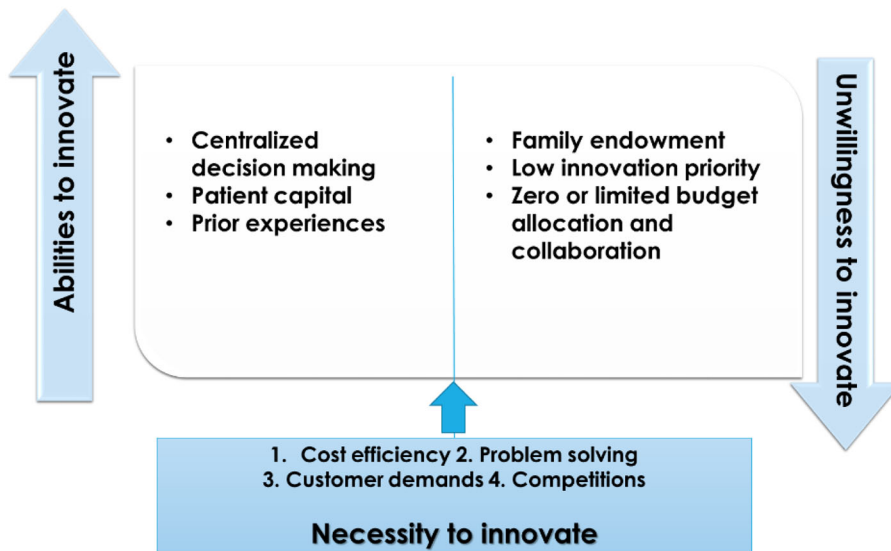 Abilities to innovate
• Centralized
decision making
• Patient capital
• Prior experiences
• Family endowment
• Low innovation priority
• Zero or limited budget
allocation and
collaboration
Unwillingness to innovate
1. Cost efficiency 2. Problem solving
3. Customer demands 4. Competitions
Necessity to innovate